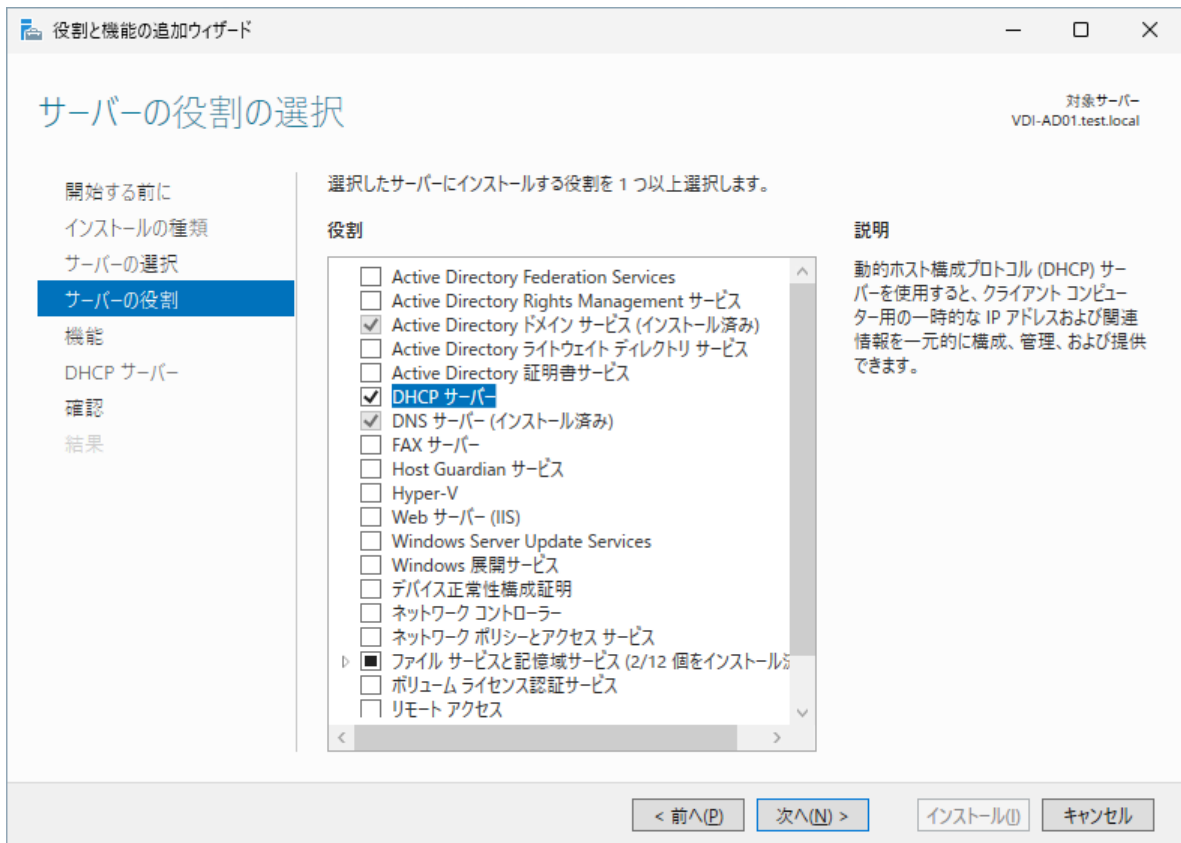 役割と機能の追加ウィザード
サーバーの役割の選択
対象サーバー
VDI-AD01.test.local
開始する前に
インストールの種類
サーバーの選択
サーバーの役割
機能
DHCP サーバー
確認
結果
選択したサーバーにインストールする役割を 1 つ以上選択します。
役割
Active Directory Federation Services
Active Directory Rights Management サービス
Active Directory ドメイン サービス (インストール済み)
Active Directory ライトウェイト ディレクトリ サービス
Active Directory 証明書サービス
DHCP サーバー
DNS サーバー (インストール済み)
FAX サーバー
Host Guardian サービス
Hyper-V
Web サーバー (IIS)
Windows Server Update Services
Windows 展開サービス
デバイス正常性構成証明
ネットワーク コントローラー
ネットワーク ポリシーとアクセス サービス
ファイル サービスと記憶域サービス (2/12 個をインストール済
ボリューム ライセンス認証サービス
リモート アクセス
説明
動的ホスト構成プロトコル (DHCP) サー
バーを使用すると、クライアント コンピュー
ター用の一時的な IP アドレスおよび関連
情報を一元的に構成、管理、および提供
できます。
< 前へ(P)
次へ(N) >
インストール(I)
キャンセル